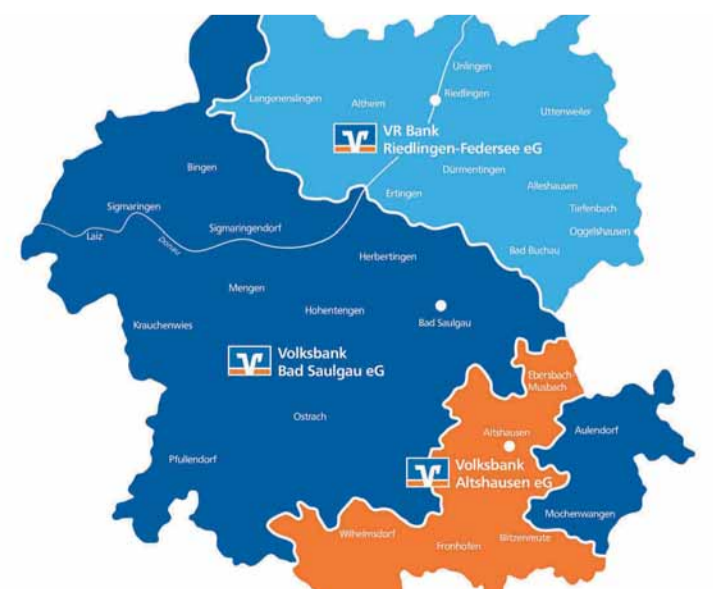 Unlingen
Langenenslingen
Altheim
Riedlingen
Uttenweiler
VR Bank
Riedlingen-Federsee eG
Bingen
Dürmentingen
Alleshausen
Ertingen
Tiefenbach
Sigmaringen
Oggelshausen
Sigmaringendorf
Laiz
Donau
Bad Buchau
Herbertingen
Mengen
Hohentengen
Krauchenwies
Bad Saulgau
Volksbank
Bad Saulgau eG
Ebersbach-
Musbach
Ostrach
Altshausen
Aulendorf
Pfullendorf
Volksbank
Altshausen eG
Mochenwangen
Wilhelmsdorf
Fronhofen
Blitzenreute